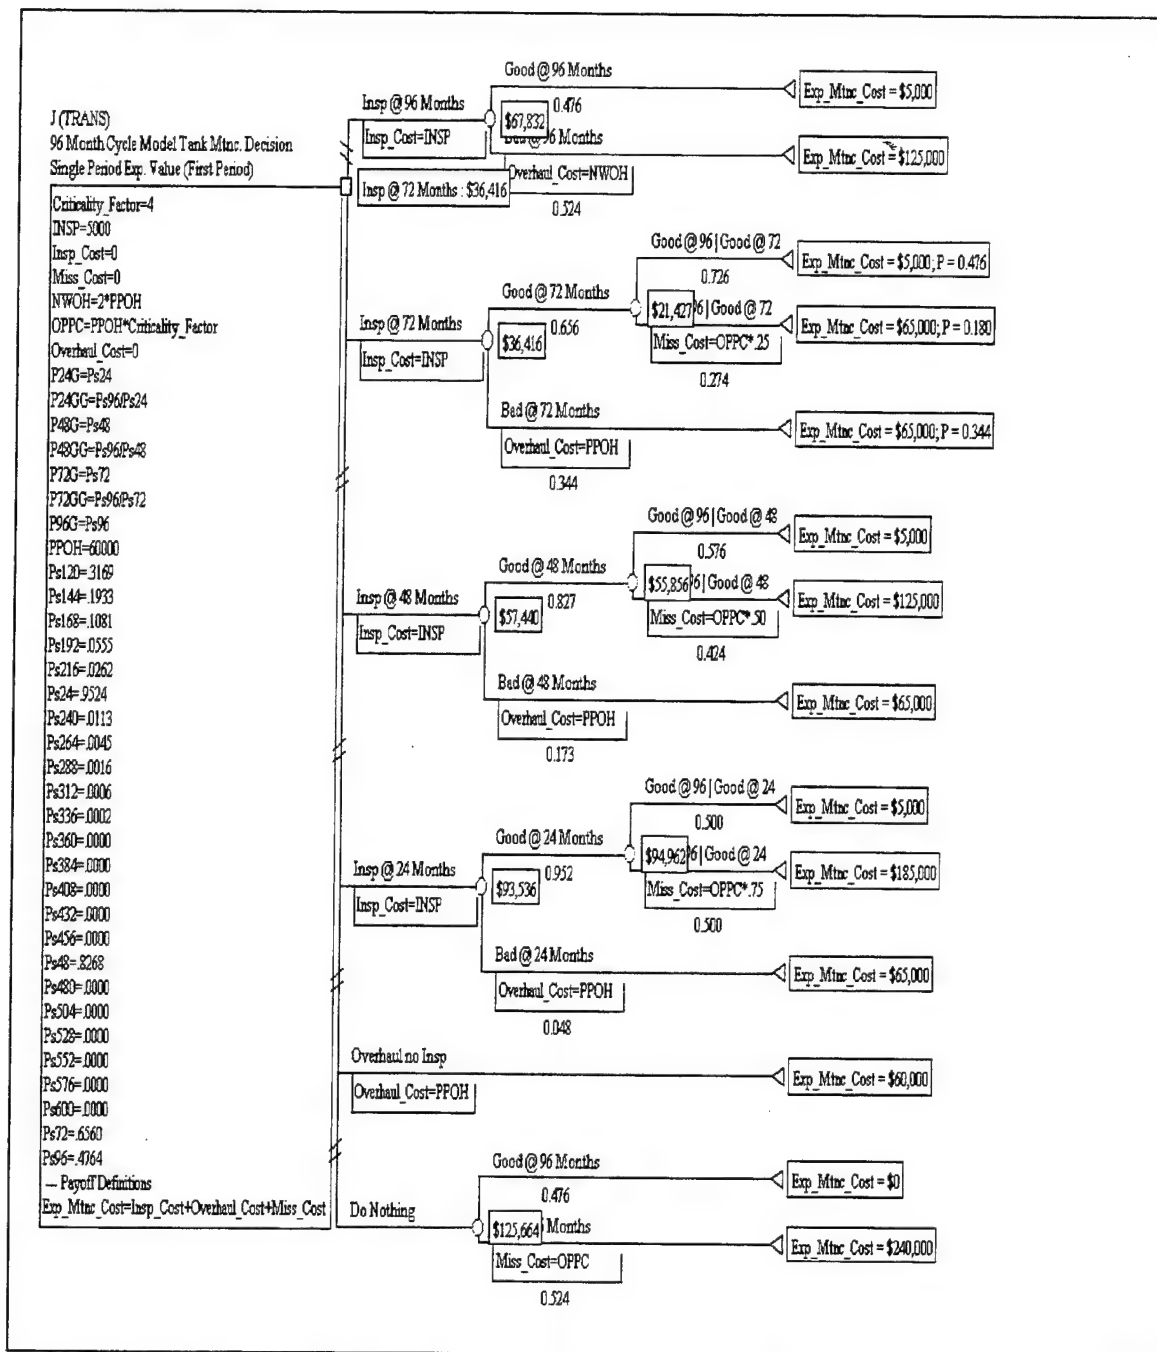 J (TRANS)
96 Month Cycle Model Tank Mtnc. Decision
Single Period Exp. Value (First Period)
Criticality_Factor=4
INSP=5000
Insp_Cost=0
Miss_Cost=0
NWOH=2*PPOH
OPPC=PPOH*Criticality_Factor
Overhaul_Cost=0
P24G=Ps24
P24GG=Ps96/Ps24
P48G=Ps48
P48GG=Ps96/Ps48
P72G=Ps72
P72GG=Ps96/Ps72
P96G=Ps96
PPOH=60000
Ps120=.3169
Ps144=.1933
Ps168=.1081
Ps192=.0555
Ps216=.0262
Ps24=.9524
Ps240=.0113
Ps264=.0045
Ps288=.0016
Ps312=.0006
Ps336=.0002
Ps360=.0000
Ps384=.0000
Ps408=.0000
Ps432=.0000
Ps456=.0000
Ps48=.8268
Ps480=.0000
Ps504=.0000
Ps528=.0000
Ps552=.0000
Ps576=.0000
Ps600=.0000
Ps72=.6560
Ps96=.4764
--- Payoff Definitions
Exp_Mtnc_Cost=Insp_Cost+Overhaul_Cost+Miss_Cost
Insp @ 96 Months
Insp_Cost=INSP
Insp @ 72 Months : $36,416
Good @ 96 Months
0.476
$67,832
96 Months
Overhaul_Cost=NWOH
0.524
Exp_Mtnc_Cost = $5,000
Exp_Mtnc_Cost = $125,000
Insp @ 72 Months
Insp_Cost=INSP
Good @ 72 Months
0.656
$36,416
Good @ 96 | Good @ 72
0.726
$21,427
6 | Good @ 72
Miss_Cost=OPPC*.25
0.274
Bad @ 72 Months
Overhaul_Cost=PPOH
0.344
Exp_Mtnc_Cost = $5,000; P = 0.476
Exp_Mtnc_Cost = $65,000; P = 0.180
Exp_Mtnc_Cost = $65,000; P = 0.344
Insp @ 48 Months
Insp_Cost=INSP
Good @ 48 Months
0.827
$57,440
Good @ 96 | Good @ 48
0.576
$55,856
6 | Good @ 48
Miss_Cost=OPPC*.50
0.424
Bad @ 48 Months
Overhaul_Cost=PPOH
0.173
Exp_Mtnc_Cost = $5,000
Exp_Mtnc_Cost = $125,000
Exp_Mtnc_Cost = $65,000
Insp @ 24 Months
Insp_Cost=INSP
Good @ 24 Months
0.952
$93,536
Good @ 96 | Good @ 24
0.500
$94,962
6 | Good @ 24
Miss_Cost=OPPC*.75
0.500
Bad @ 24 Months
Overhaul_Cost=PPOH
0.048
Exp_Mtnc_Cost = $5,000
Exp_Mtnc_Cost = $185,000
Exp_Mtnc_Cost = $65,000
Overhaul no Insp
Overhaul_Cost=PPOH
Exp_Mtnc_Cost = $60,000
Do Nothing
Good @ 96 Months
0.476
$125,664
Months
Miss_Cost=OPPC
0.524
Exp_Mtnc_Cost = $0
Exp_Mtnc_Cost = $240,000